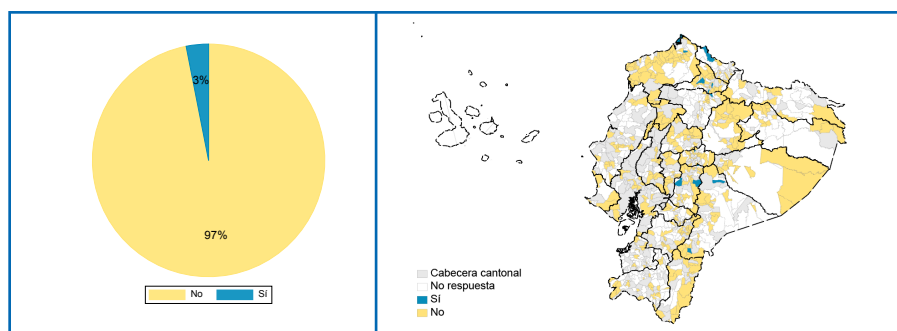 3%
97%
No Sí
Cabecera cantonal
No respuesta
Sí
No